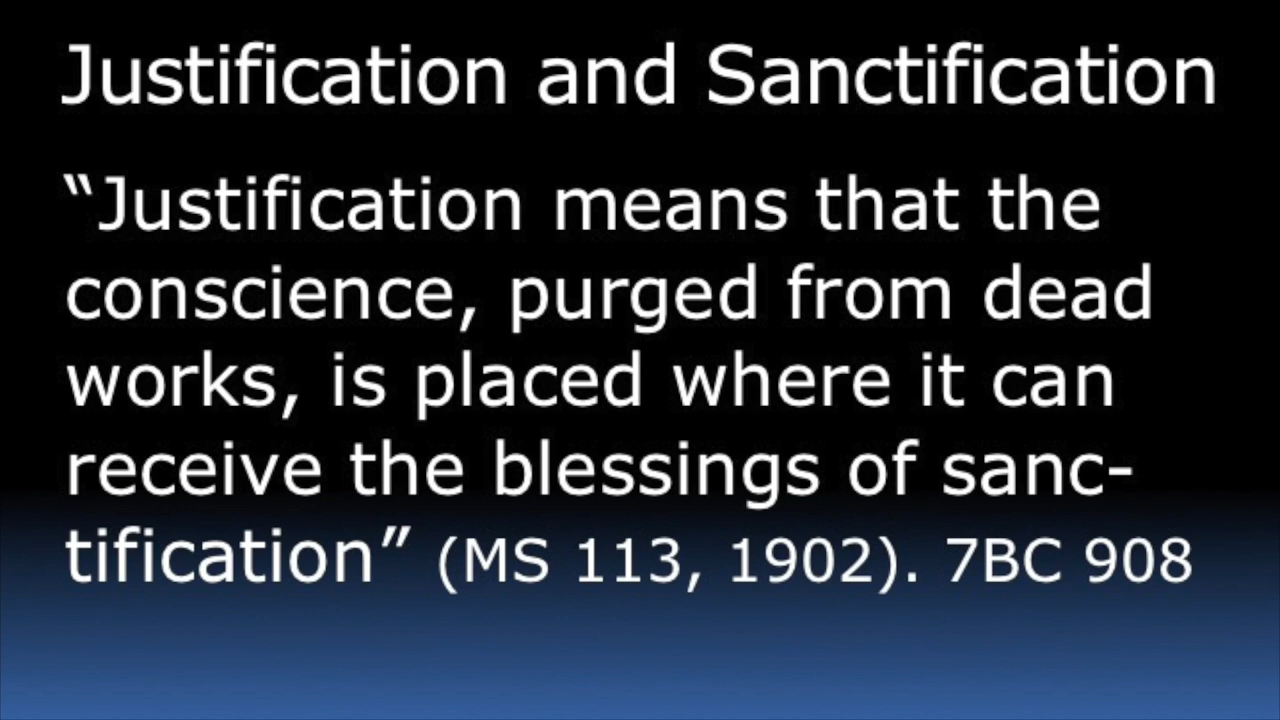 Justification and Sanctification
“Justification means that the
conscience, purged from dead
works, is placed where it can
receive the blessings of sanc-
tification” (MS 113, 1902). 7BC 908